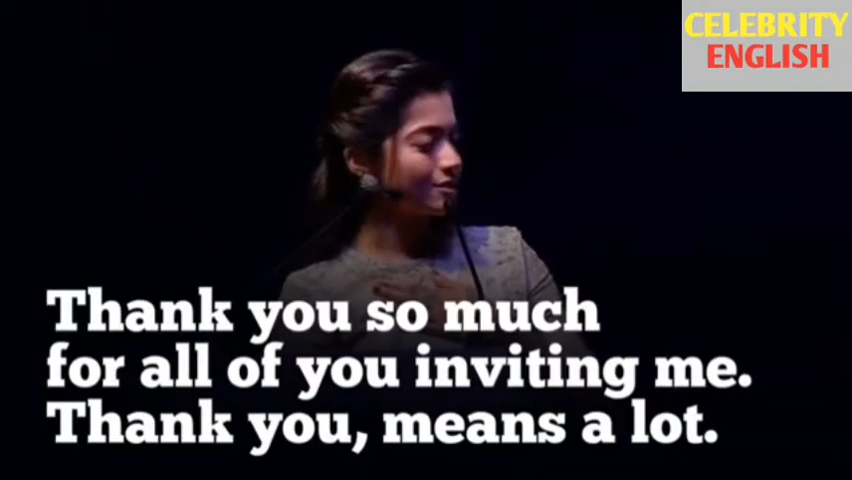 CELEBRITY
ENGLISH
Thank you so much
for all of you inviting me.
Thank you, means a lot.